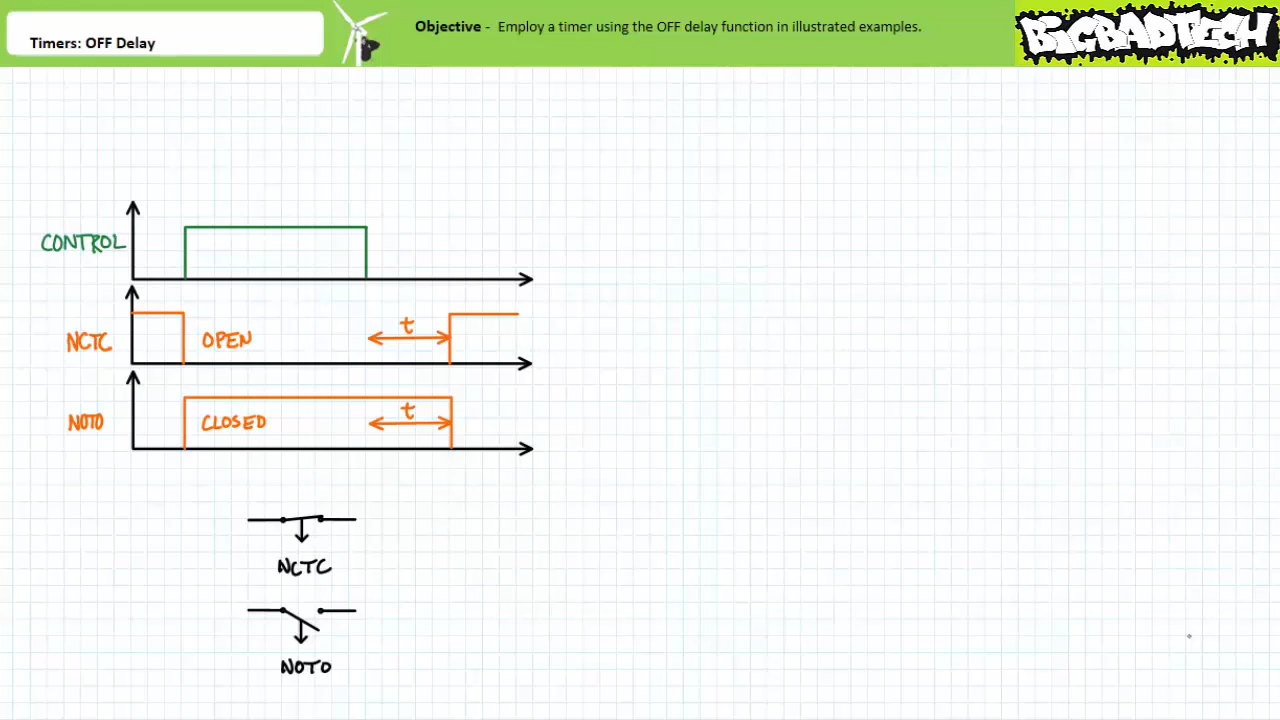 Timers: OFF Delay
Objective - Employ a timer using the OFF delay function in illustrated examples.
BIGBADTECH
CONTROL
NCTC
OPEN
t
NOTO
CLOSED
t
NCTC
NOTO